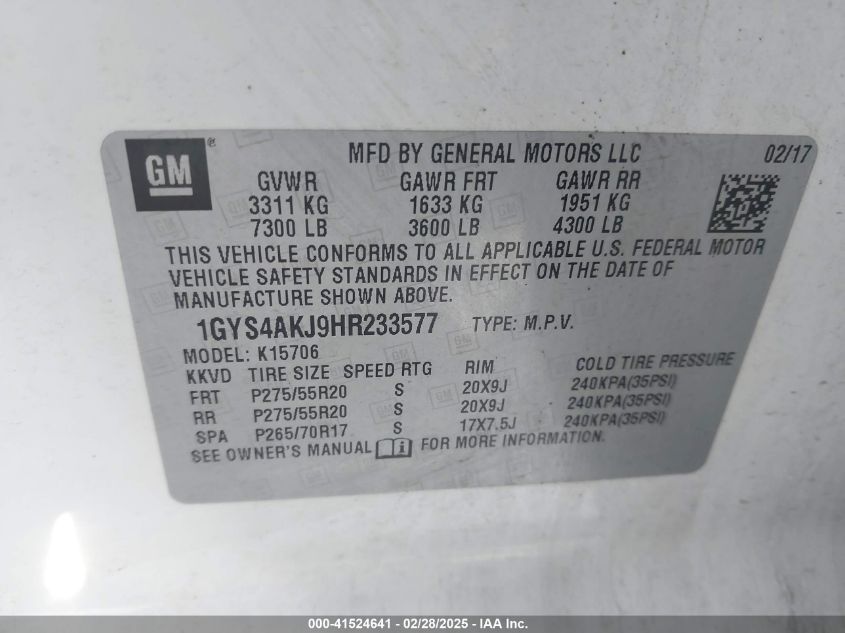 GM ®
MFD BY GENERAL MOTORS LLC 02/17
GVWR GAWR FRT GAWR RR
3311 KG 1633 KG 1951 KG
7300 LB 3600 LB 4300 LB
THIS VEHICLE CONFORMS TO ALL APPLICABLE U.S. FEDERAL MOTOR
VEHICLE SAFETY STANDARDS IN EFFECT ON THE DATE OF
MANUFACTURE SHOWN ABOVE.
1GYS4AKJ9HR233577 TYPE: M.P.V.
MODEL: K15706
KKVD TIRE SIZE SPEED RTG RIM COLD TIRE PRESSURE
FRT P275/55R20 S 20X9J 240KPA(35PSI)
RR P275/55R20 S 20X9J 240KPA(35PSI)
SPA P265/70R17 S 17X7.5J 240KPA(35PSI)
SEE OWNER'S MANUAL FOR MORE INFORMATION.
000-41524641 - 02/28/2025 - IAA Inc.